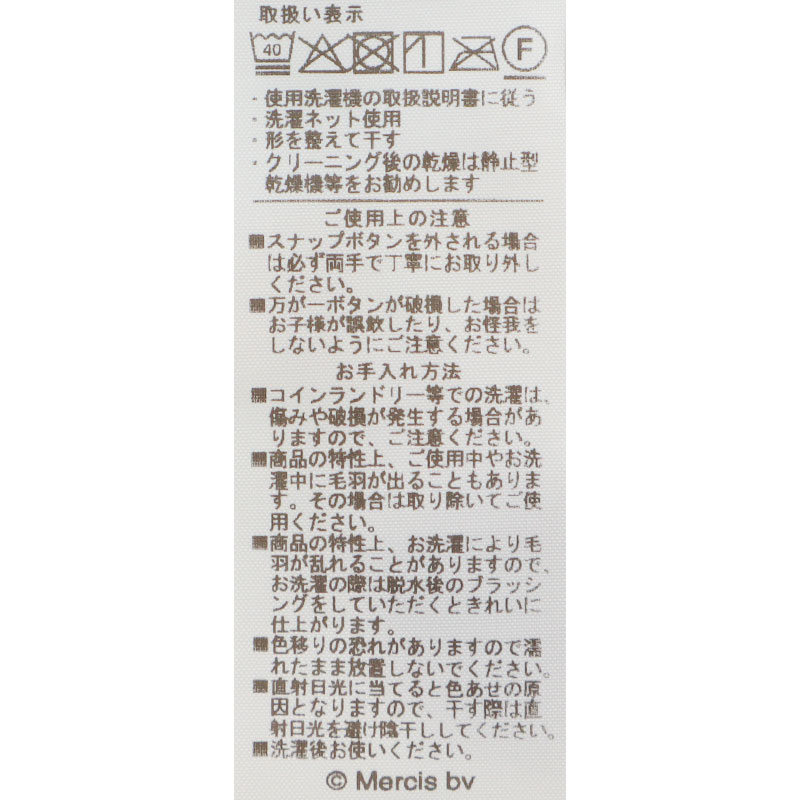 取扱い表示
40 F
・使用洗濯機の取扱説明書に従う
・洗濯ネット使用
・形を整えて干す
・クリーニング後の乾燥は静止型
乾燥機等をお勧めします
ご使用上の注意
■スナップボタンを外される場合
は必ず両手で丁寧にお取り外し
ください。
■万が一ボタンが破損した場合は
お子様が誤飲したり、お怪我を
しないようにご注意ください。
お手入れ方法
■コインランドリー等での洗濯は、
傷みや破損が発生する場合があ
りますので、ご注意ください。
■商品の特性上、ご使用中やお洗
濯中に毛羽が出ることもありま
す。その場合は取り除いてご使
用ください。
■商品の特性上、お洗濯により毛
羽が乱れることがありますので、
お洗濯の際は脱水後のブラッシ
ングをしていただくときれいに
仕上がります。
■色移りの恐れがありますので濡
れたまま放置しないでください。
■直射日光に当てると色あせの原
因となりますので、干す際は直
射日光を避け陰干ししてください。
■洗濯後お使いください。
© Mercis bv